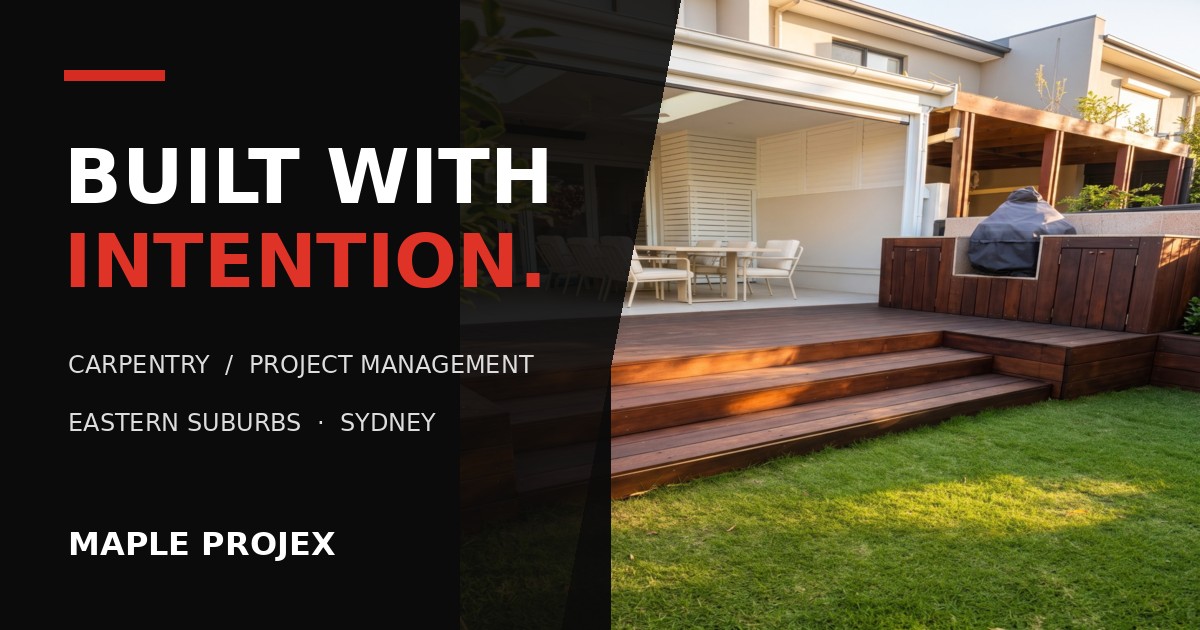 BUILT WITH
INTENTION.
CARPENTRY / PROJECT MANAGEMENT
EASTERN SUBURBS · SYDNEY
MAPLE PROJEX